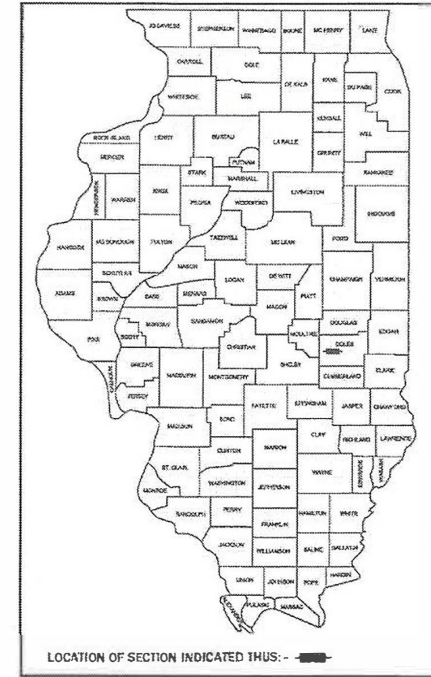 JO DAVIESS STEPHENSON WINNEBAGO BOONE MC HENRY LAKE
CARROLL OGLE DE KALB KANE DU PAGE COOK
WHITESIDE LEE KENDALL WILL
ROCK ISLAND HENRY BUREAU LA SALLE GRUNDY
MERCER PUTNAM KANKAKEE
HENDERSON WARREN KNOX STARK MARSHALL LIVINGSTON
PEORIA WOODFORD IROQUOIS
HANCOCK MC DONOUGH FULTON TAZEWELL MC LEAN FORD
SCHUYLER MASON LOGAN DE WITT CHAMPAIGN VERMILION
ADAMS BROWN CASS MENARD MACON PIATT
PIKE SCOTT MORGAN SANGAMON CHRISTIAN MOULTRIE DOUGLAS EDGAR
COLES
CALHOUN GREENE MONTGOMERY SHELBY CUMBERLAND CLARK
JERSEY FAYETTE EFFINGHAM JASPER CRAWFORD
MADISON BOND CLAY RICHLAND LAWRENCE
CLINTON MARION WAYNE EDWARDS WABASH
ST. CLAIR WASHINGTON JEFFERSON
MONROE RANDOLPH PERRY FRANKLIN HAMILTON WHITE
JACKSON WILLIAMSON SALINE GALLATIN
UNION JOHNSON POPE HARDIN
ALEXANDER PULASKI MASSAC
LOCATION OF SECTION INDICATED THUS: -